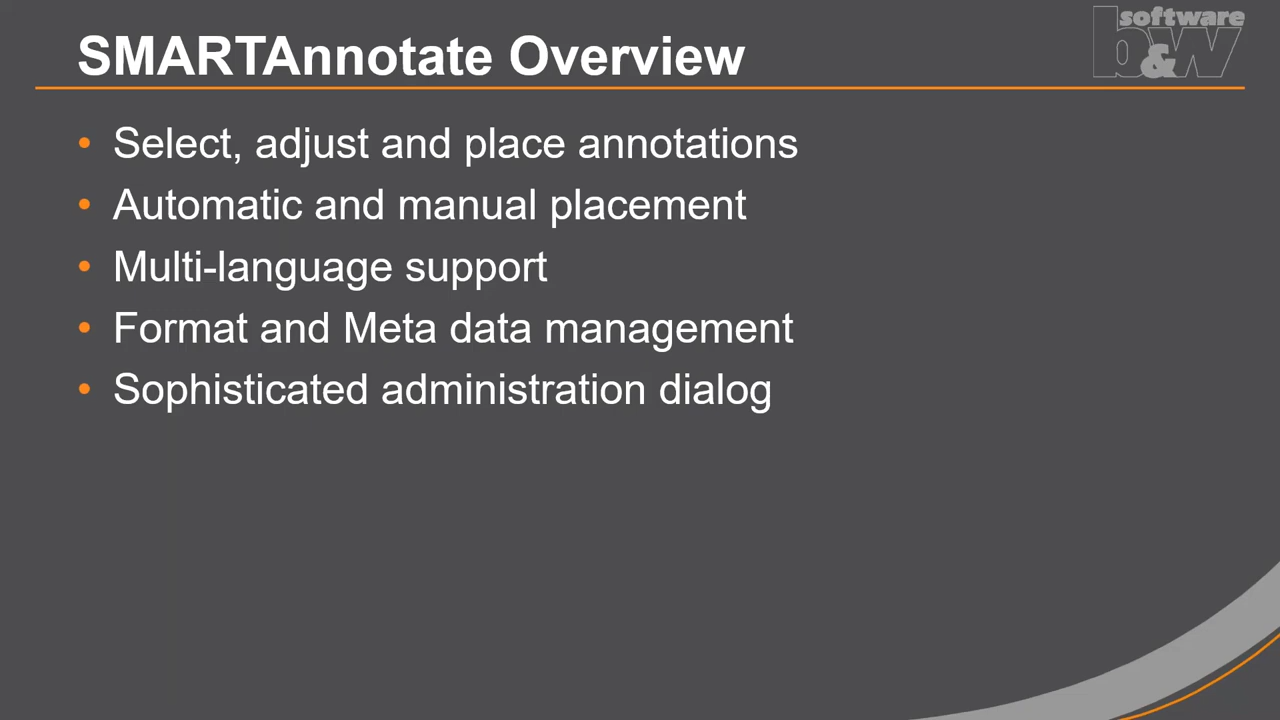 SMARTAnnotate Overview
software
b&w
• Select, adjust and place annotations
• Automatic and manual placement
• Multi-language support
• Format and Meta data management
• Sophisticated administration dialog